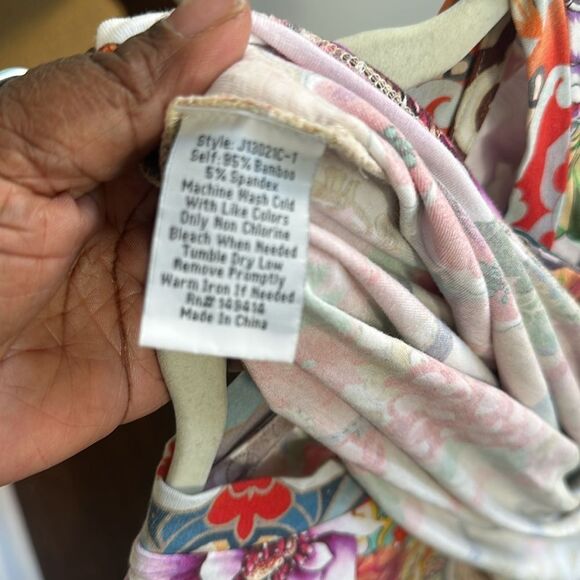 Style: J13021C-1
Self: 95% Bamboo
5% Spandex
Machine Wash Cold
With Like Colors
Only Non Chlorine
Bleach When Needed
Tumble Dry Low
Remove Promptly
Warm Iron If Needed
Rn# 149414
Made In China